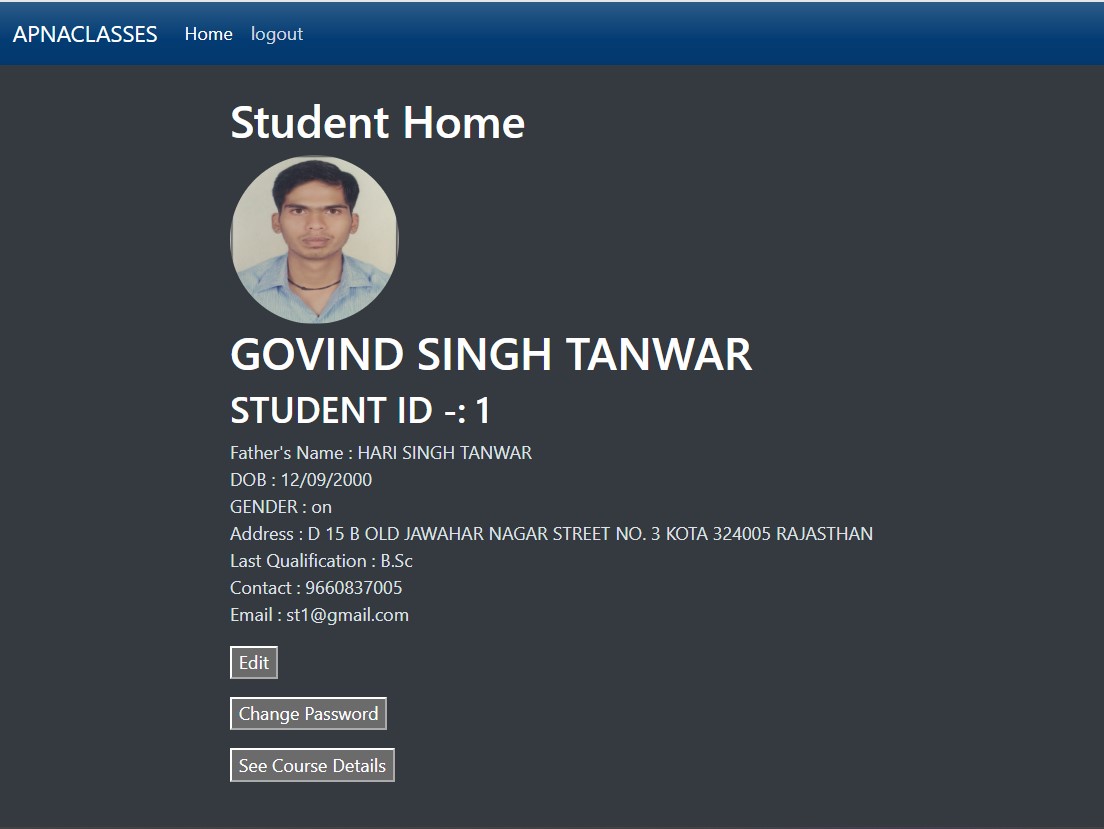 APNACLASSES Home logout
Student Home
GOVIND SINGH TANWAR
STUDENT ID -: 1
Father's Name : HARI SINGH TANWAR
DOB : 12/09/2000
GENDER : on
Address : D 15 B OLD JAWAHAR NAGAR STREET NO. 3 KOTA 324005 RAJASTHAN
Last Qualification : B.Sc
Contact : 9660837005
Email : st1@gmail.com
Edit
Change Password
See Course Details